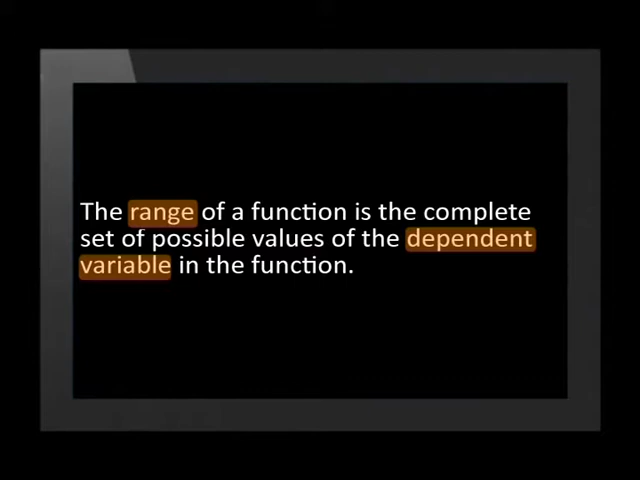 The range of a function is the complete
set of possible values of the dependent
variable in the function.